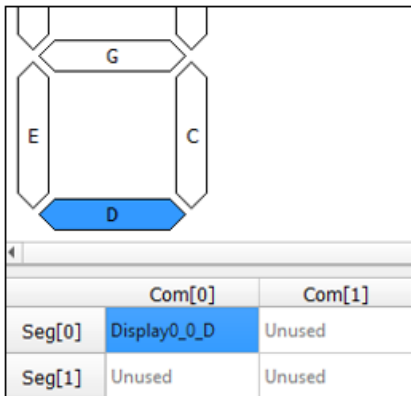 G
E C
D
Com[0] Com[1]
Seg[0] Display0_0_D Unused
Seg[1] Unused Unused